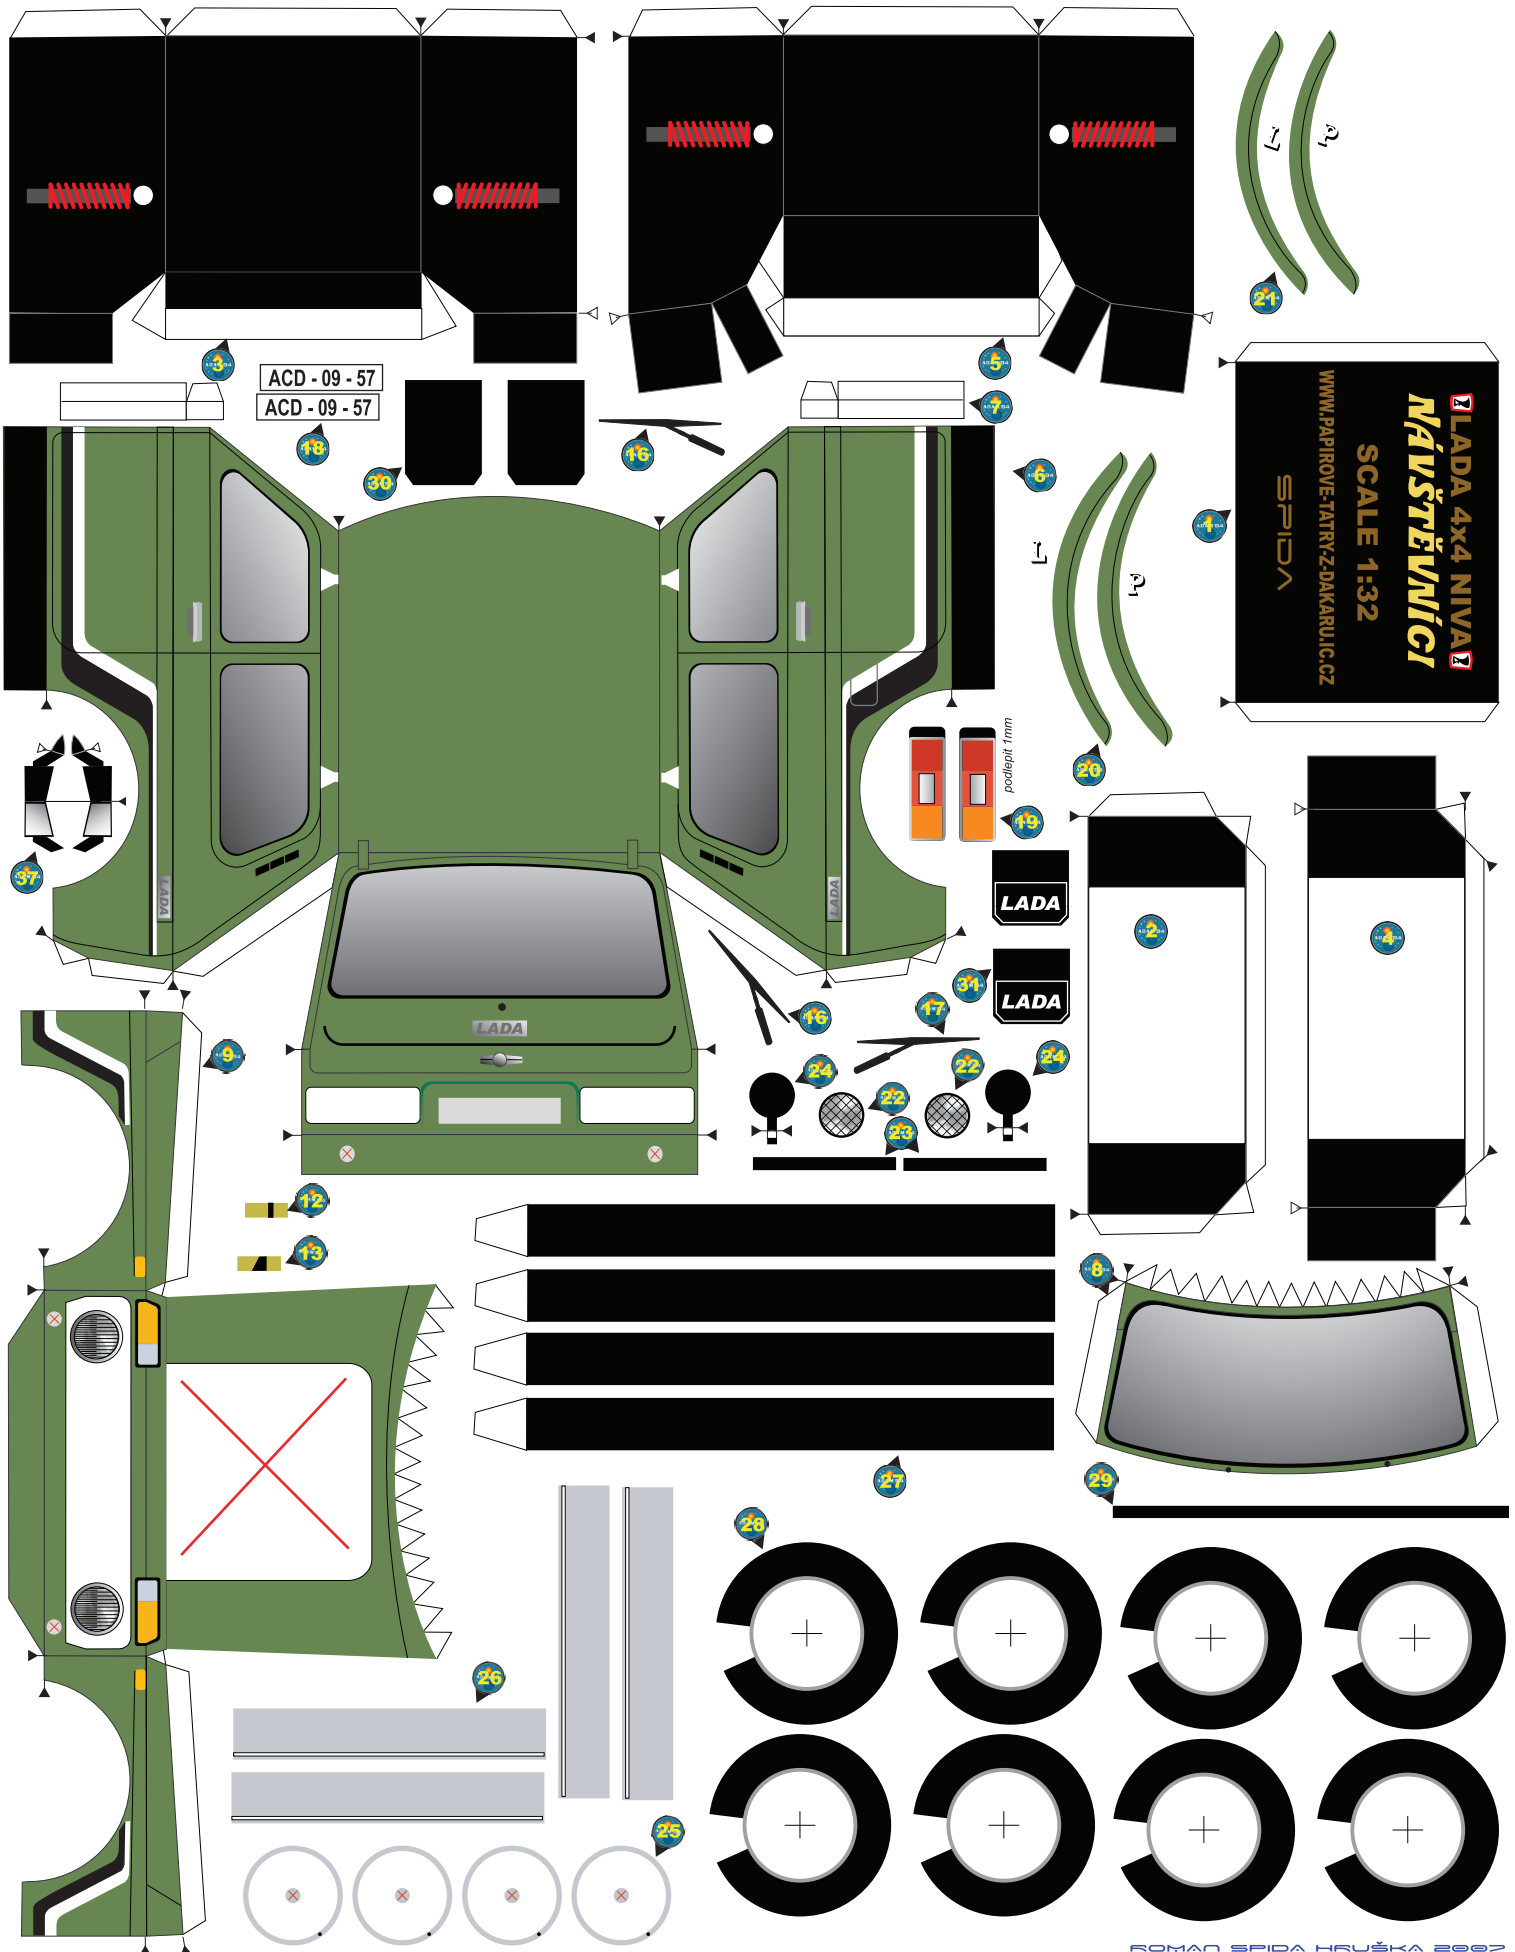 L
P
21
3
5
ACD - 09 - 57
ACD - 09 - 57
7
18
16
30
6
1
LADA 4x4 NIVA
NÁVŠTĚVNÍCI
SCALE 1:32
WWW.PAPIROVE-TATRY-Z-DAKARU.IC.CZ
SPIDA
L
P
20
podlepit 1mm
19
37
LADA
LADA
LADA
2
4
31
LADA
16
17
LADA
9
24
22
24
22
23
12
13
8
27
29
28
26
25
ROMAN SPIDA HRUŠKA 2007